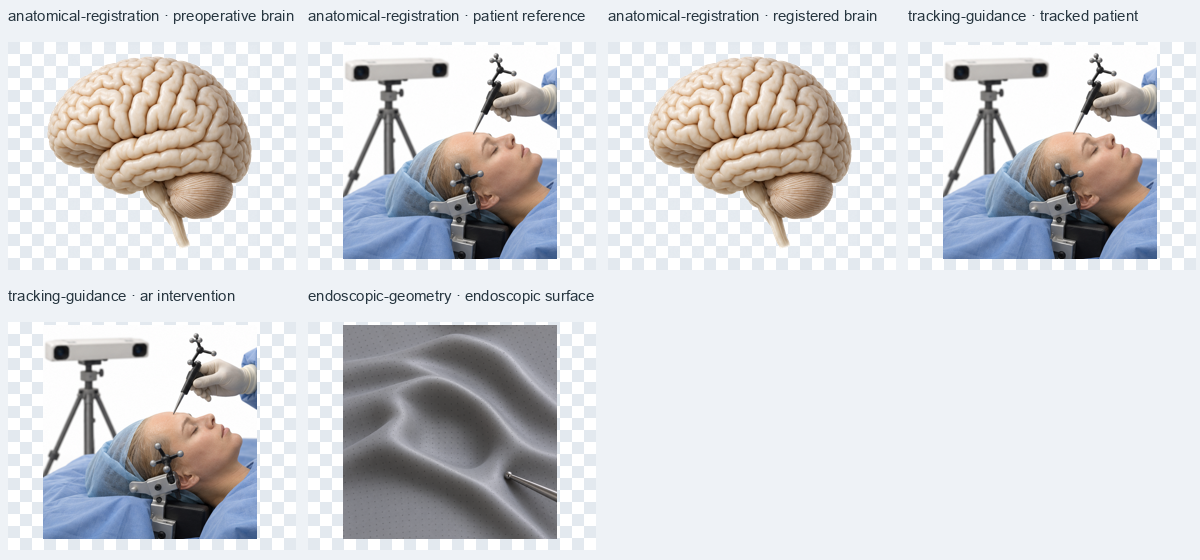 anatomical-registration · preoperative brain
anatomical-registration · patient reference
anatomical-registration · registered brain
tracking-guidance · tracked patient
tracking-guidance · ar intervention
endoscopic-geometry · endoscopic surface